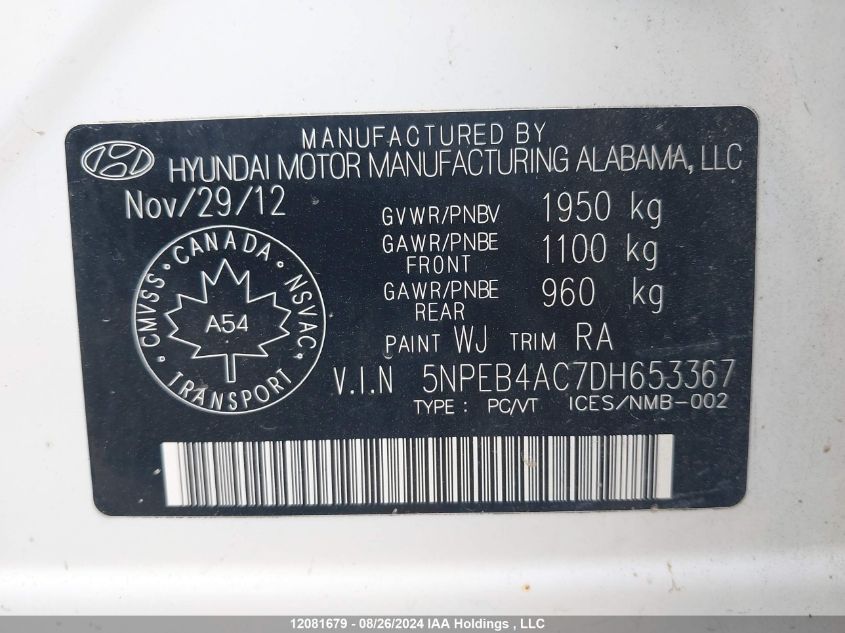 MANUFACTURED BY
HYUNDAI MOTOR MANUFACTURING ALABAMA, LLC
Nov/29/12
GVWR/PNBV 1950 kg
GAWR/PNBE FRONT 1100 kg
GAWR/PNBE REAR 960 kg
PAINT WJ TRIM RA
V.I.N 5NPEB4AC7DH653367
TYPE : PC/VT ICES/NMB-002
CMVSS · CANADA · NSVAC
A54
· TRANSPORT ·
12081679 - 08/26/2024 IAA Holdings , LLC